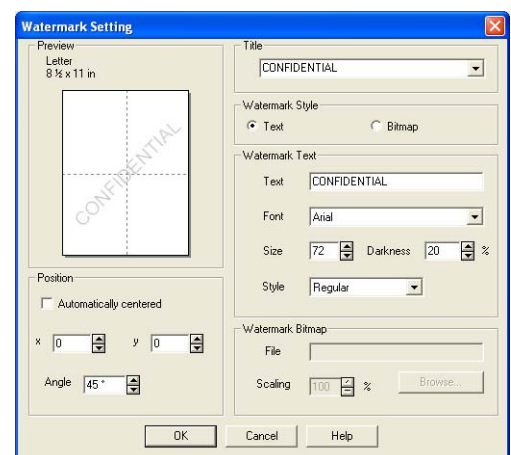 Watermark Setting
Preview
Letter
8 ½ x 11 in
CONFIDENTIAL
Position
Automatically centered
x 0 y 0
Angle 45 °
Title
CONFIDENTIAL
Watermark Style
Text Bitmap
Watermark Text
Text CONFIDENTIAL
Font Arial
Size 72 Darkness 20 %
Style Regular
Watermark Bitmap
File
Scaling 100 % Browse...
OK Cancel Help